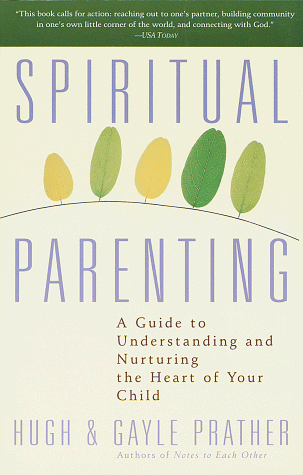 "This book calls for action: reaching out to one's partner, building community
in one's own little corner of the world, and connecting with God."
—USA TODAY
SPIRITUAL
PARENTING
A Guide to
Understanding and
Nurturing
the Heart of Your
Child
HUGH & GAYLE PRATHER
Authors of Notes to Each Other